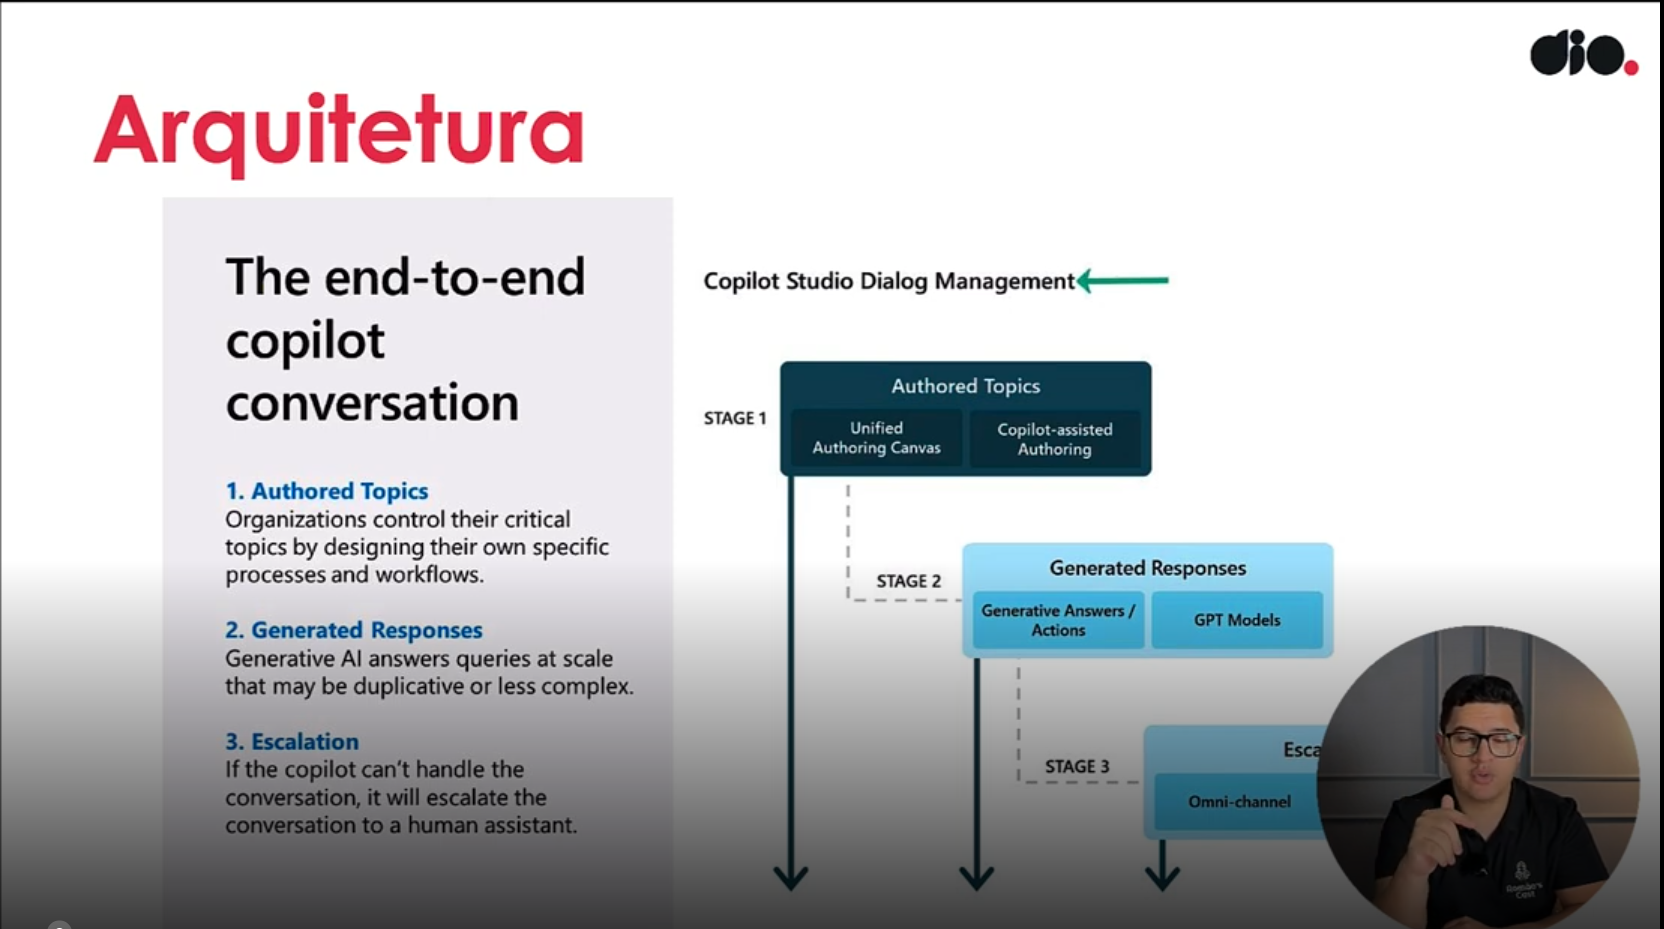 dio.
Arquitetura
The end-to-end
copilot
conversation
1. Authored Topics
Organizations control their critical
topics by designing their own specific
processes and workflows.
2. Generated Responses
Generative AI answers queries at scale
that may be duplicative or less complex.
3. Escalation
If the copilot can't handle the
conversation, it will escalate the
conversation to a human assistant.
Copilot Studio Dialog Management
STAGE 1
Authored Topics
Unified
Authoring Canvas
Copilot-assisted
Authoring
STAGE 2
Generated Responses
Generative Answers /
Actions
GPT Models
STAGE 3
Esca
Omni-channel